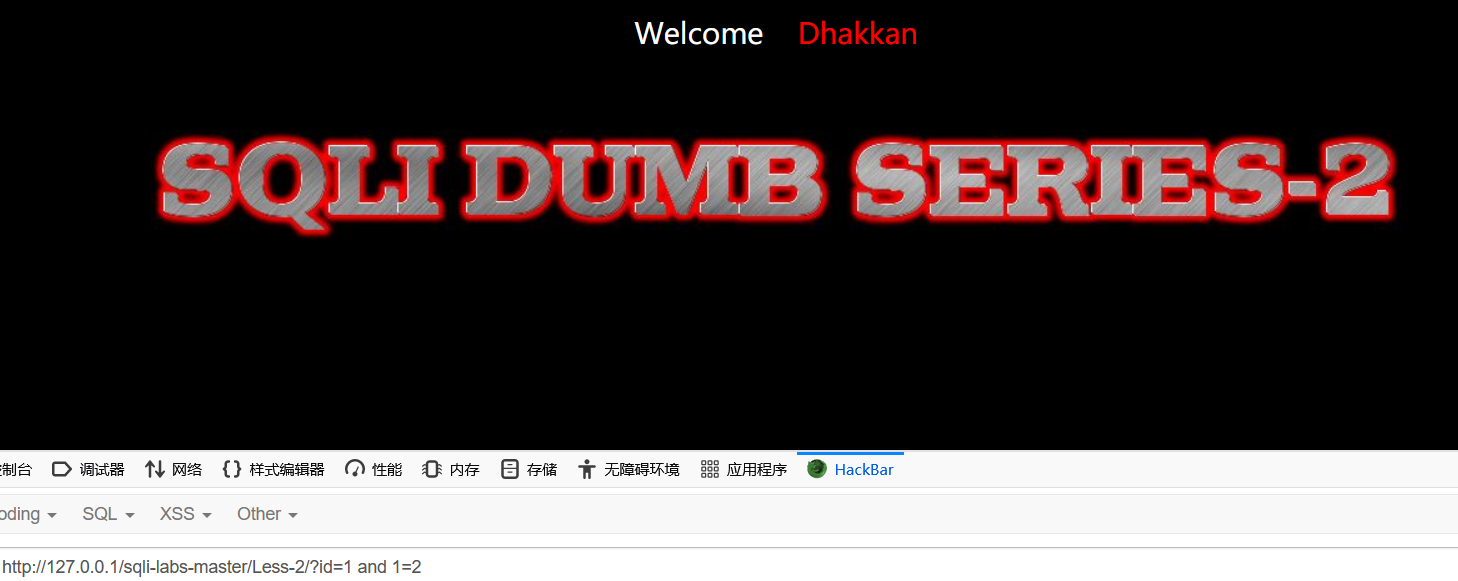 Welcome Dhakkan
SQLI DUMB SERIES-2
制台 调试器 网络 样式编辑器 性能 内存 存储 无障碍环境 应用程序 HackBar
oding SQL XSS Other
http://127.0.0.1/sqli-labs-master/Less-2/?id=1 and 1=2